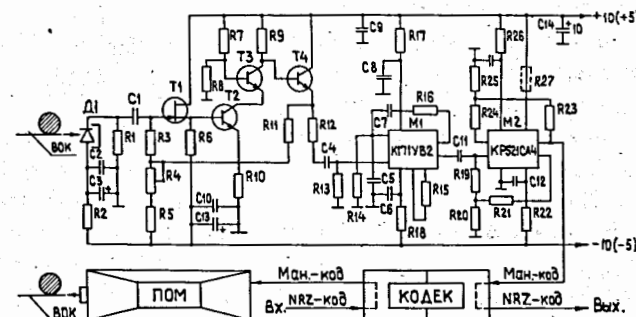 +10(+5)
R7 R9 C9 R17 R26 C14 10
T4
R8 T3 C8 R25 R27
Д1 C1 T1 T2 C7 R16 R24 R23
M1 M2
ВОК R1 R3 R6 R11 R12 C4 КП1УВ2 C11 КР521СА4
C2 C3 R4 R10 R13 R14 C5 R15 R19 C12
C6 R21
R2 R5 C10 C13 R18 R20 R22
-10(-5)
ВОК ПОМ Ман.-код КОДЕК Ман.-код
Вх. NRZ-код NRZ-код Вых.